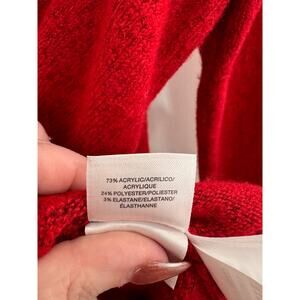 73% ACRYLIC/ACRILICO/
ACRYLIQUE
24% POLYESTER/POLIESTER
3% ELASTANE/ELASTANO/
ÉLASTHANNE